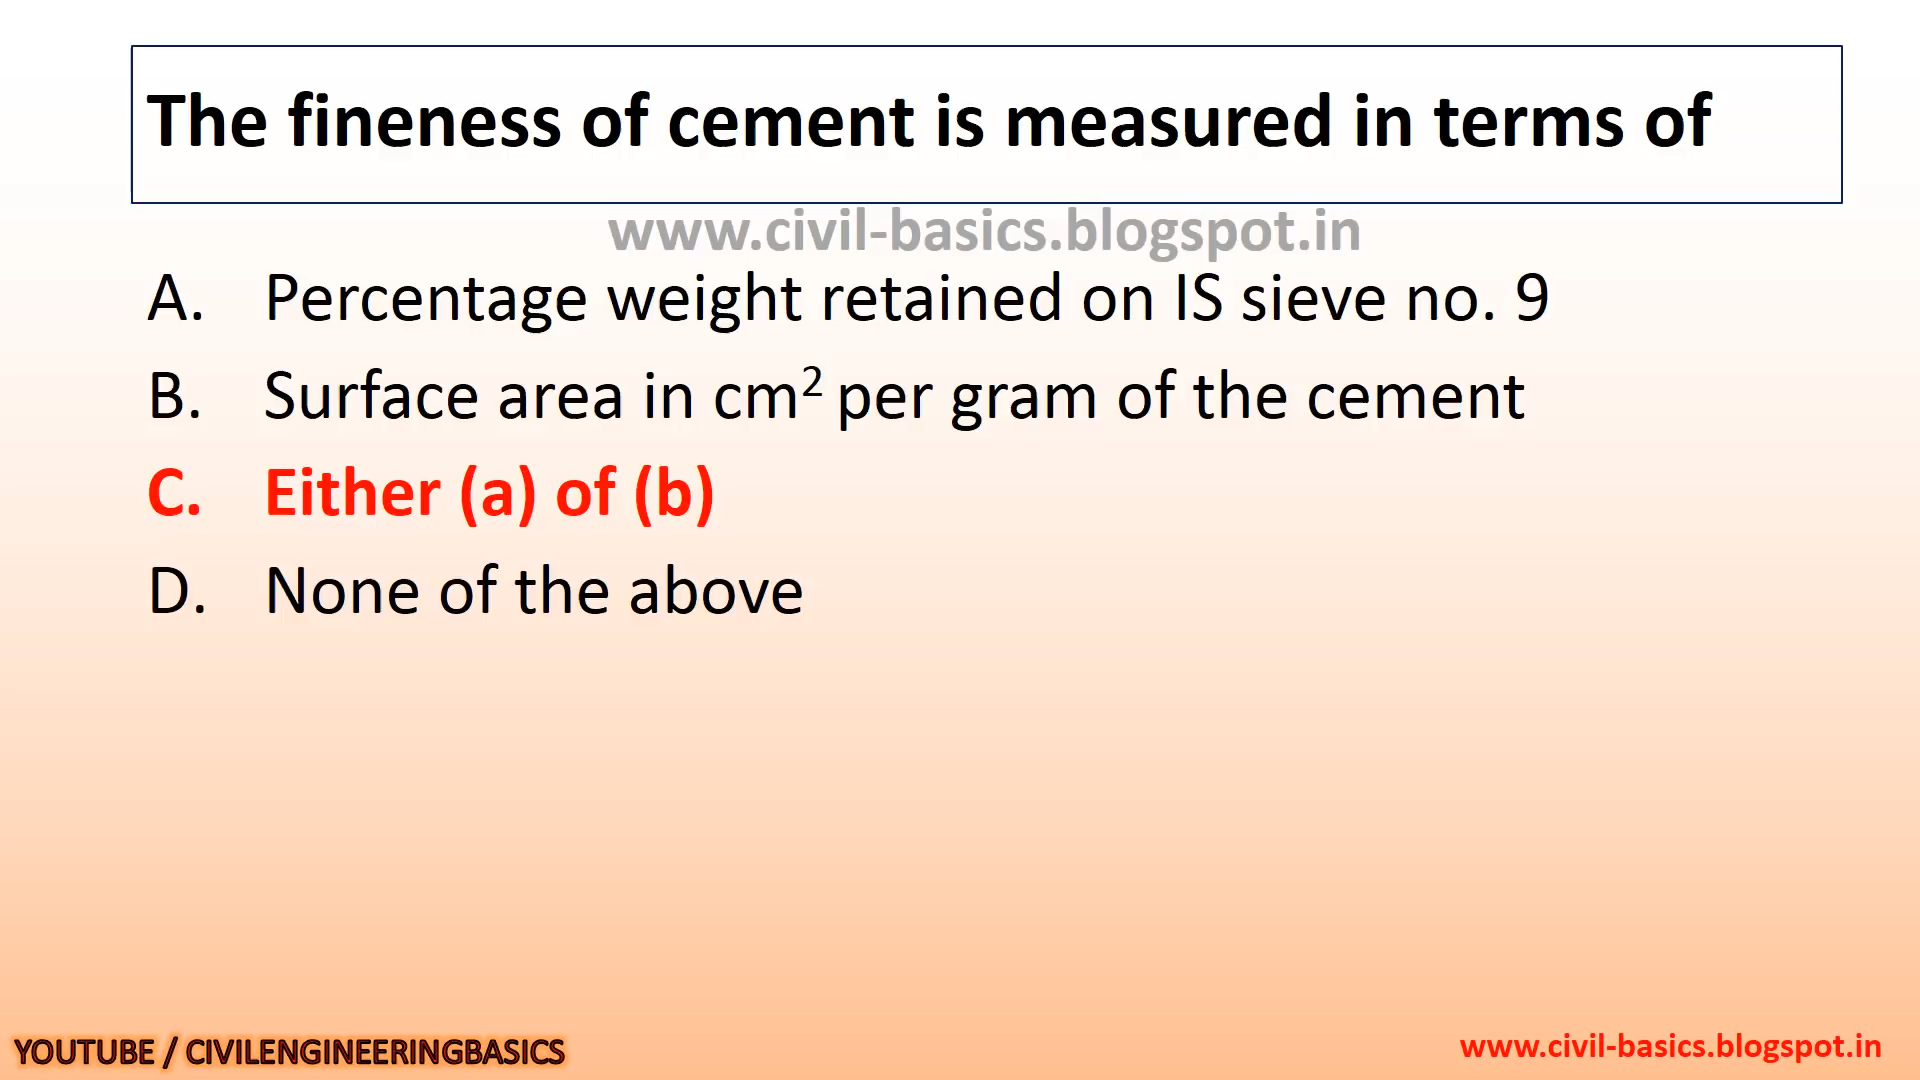 The fineness of cement is measured in terms of
www.civil-basics.blogspot.in
A. Percentage weight retained on IS sieve no. 9
B. Surface area in cm² per gram of the cement
C. Either (a) of (b)
D. None of the above
YOUTUBE / CIVILENGINEERINGBASICS
www.civil-basics.blogspot.in